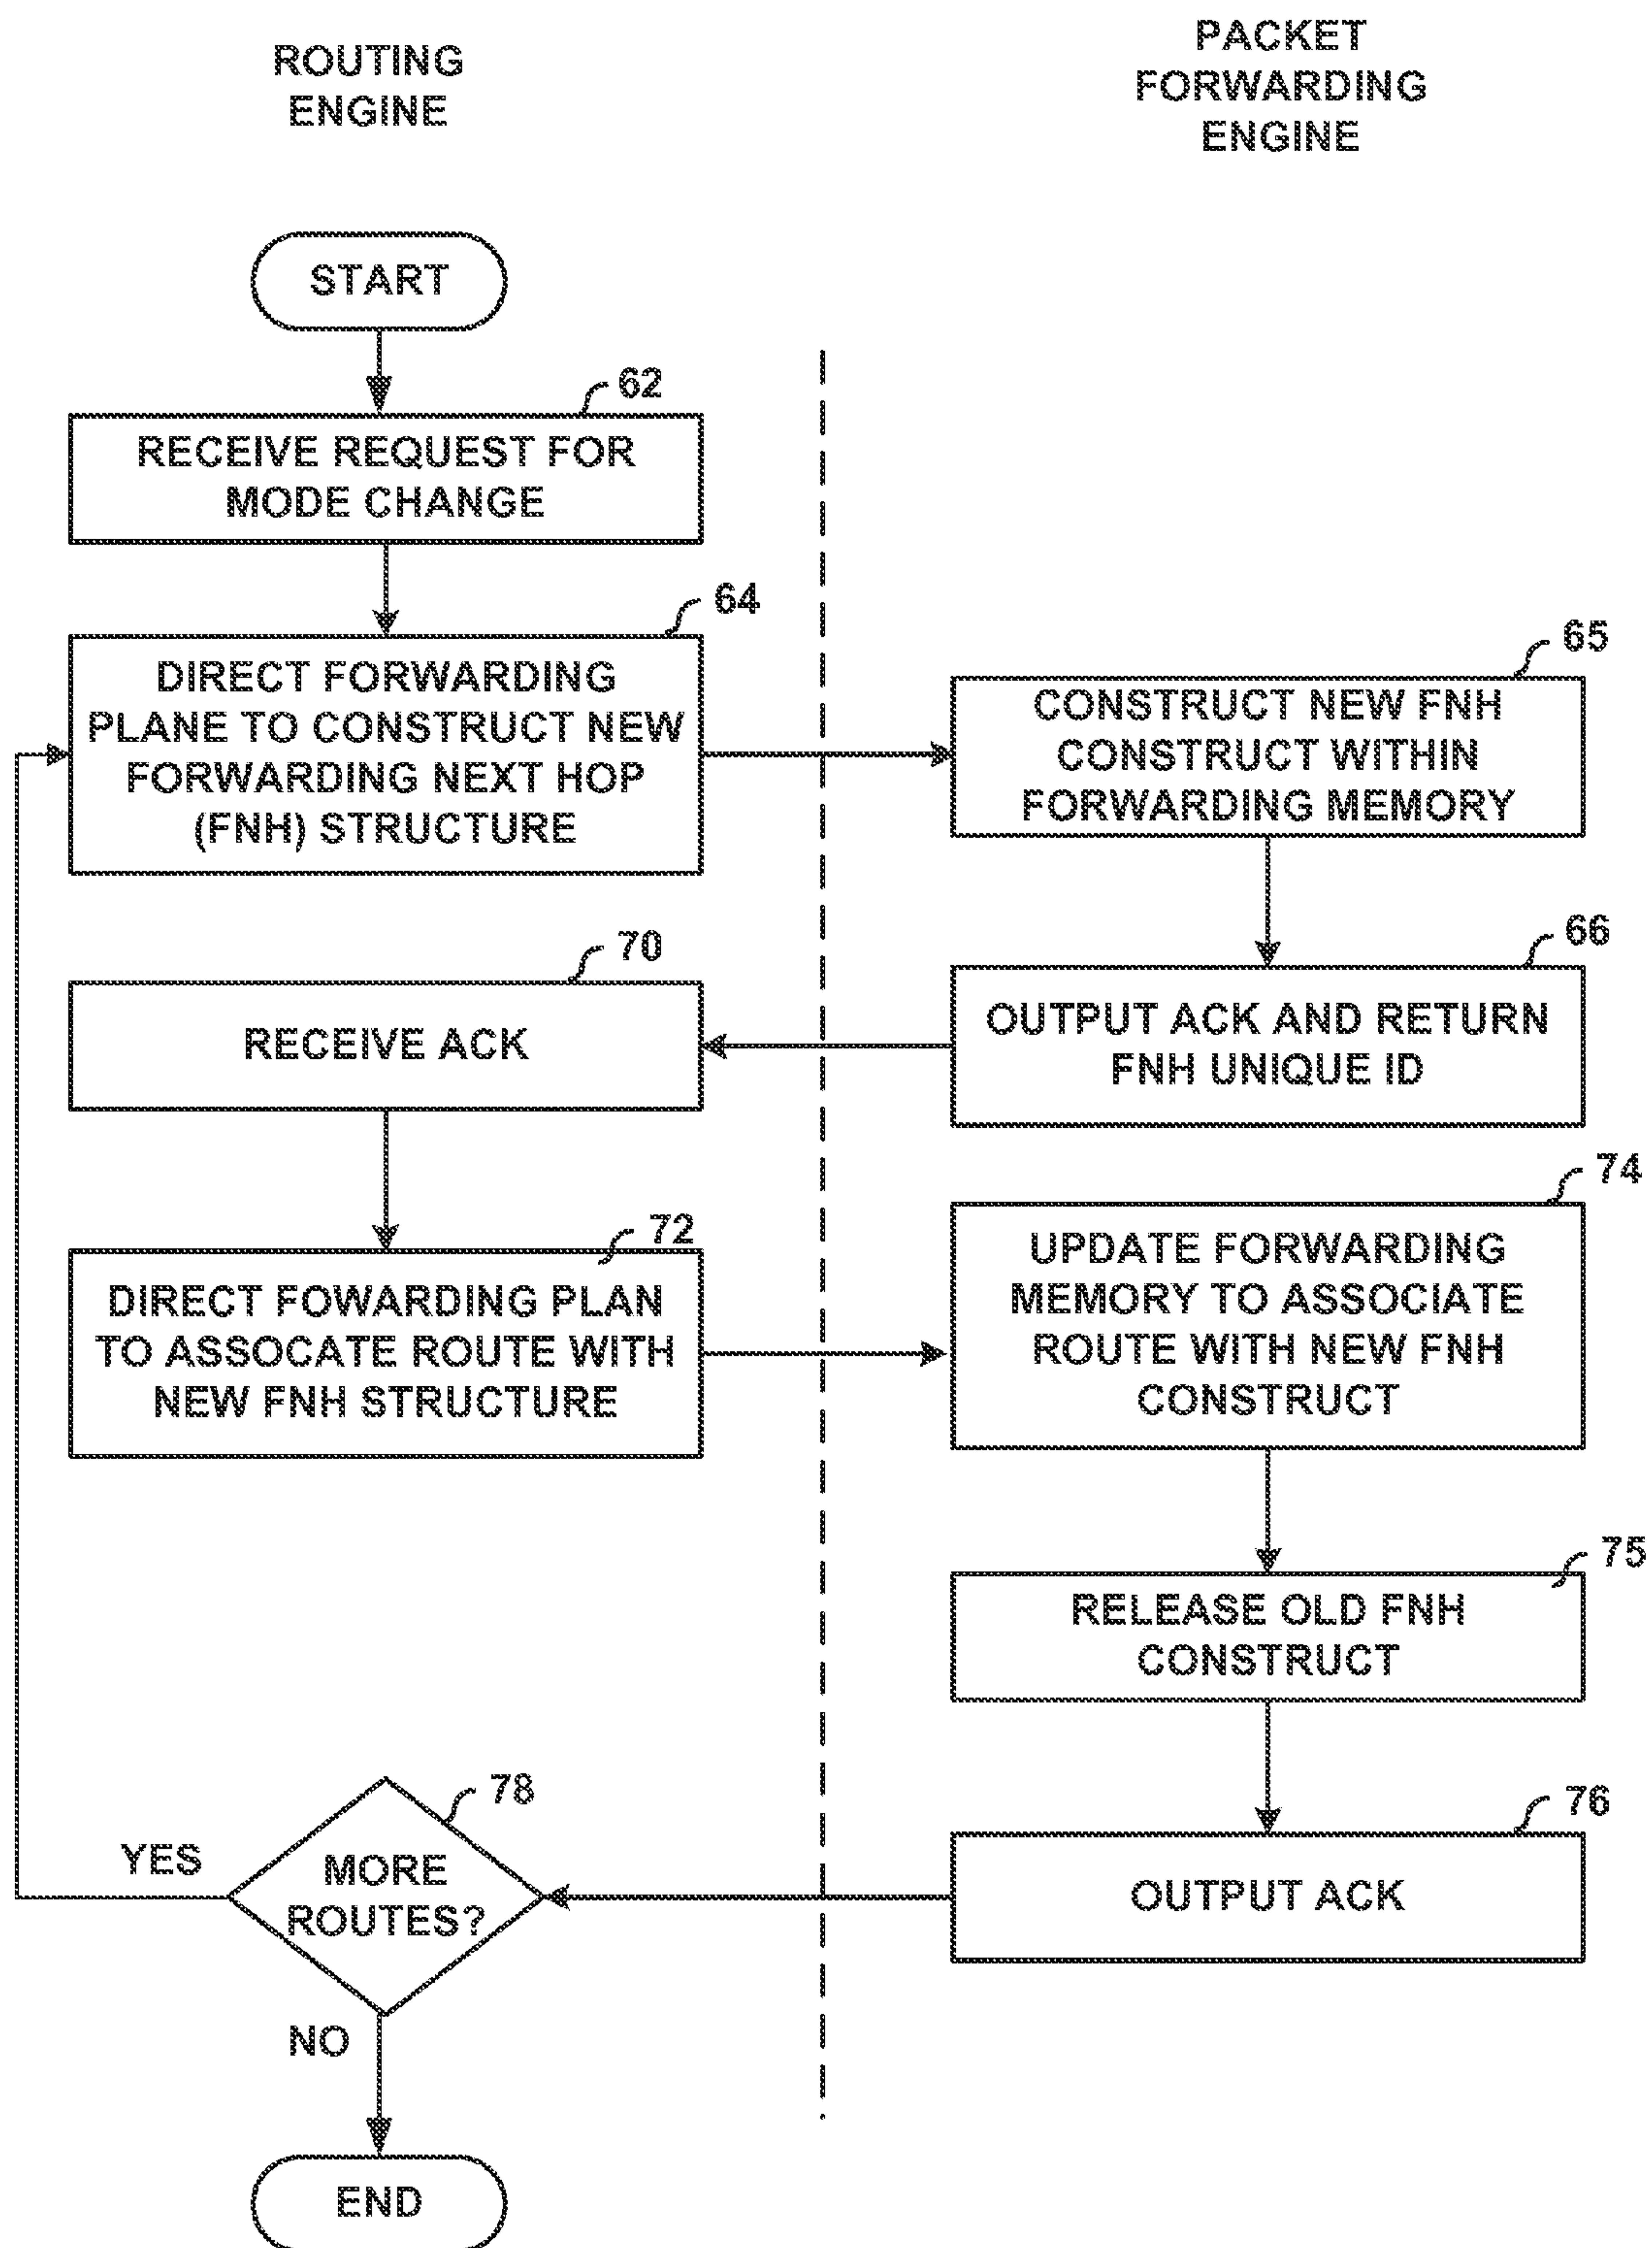 ROUTING
ENGINE
PACKET
FORWARDING
ENGINE
START
62
RECEIVE REQUEST FOR
MODE CHANGE
64
DIRECT FORWARDING
PLANE TO CONSTRUCT NEW
FORWARDING NEXT HOP
(FNH) STRUCTURE
65
CONSTRUCT NEW FNH
CONSTRUCT WITHIN
FORWARDING MEMORY
66
OUTPUT ACK AND RETURN
FNH UNIQUE ID
70
RECEIVE ACK
72
DIRECT FOWARDING PLAN
TO ASSOCATE ROUTE WITH
NEW FNH STRUCTURE
74
UPDATE FORWARDING
MEMORY TO ASSOCIATE
ROUTE WITH NEW FNH
CONSTRUCT
75
RELEASE OLD FNH
CONSTRUCT
76
OUTPUT ACK
78
MORE
ROUTES?
YES
NO
END